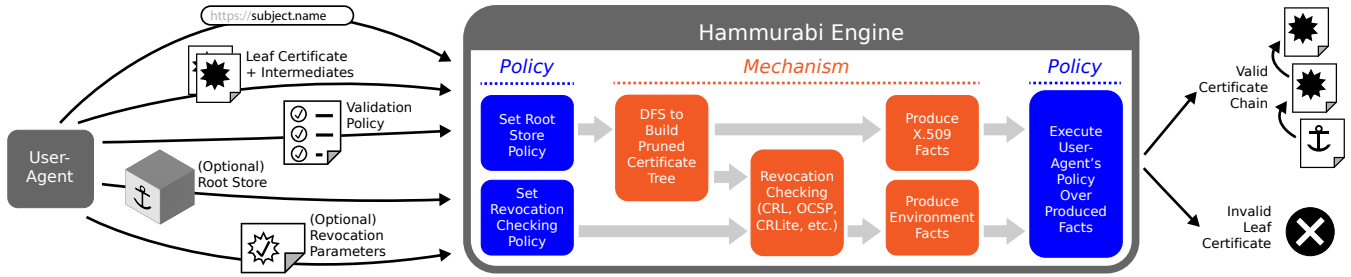 https://subject.name
Leaf Certificate
+ Intermediates
Validation
Policy
User-
Agent
(Optional)
Root Store
(Optional)
Revocation
Parameters
Hammurabi Engine
Policy
Mechanism
Policy
Set Root
Store
Policy
Set
Revocation
Checking
Policy
DFS to
Build
Pruned
Certificate
Tree
Revocation
Checking
(CRL, OCSP,
CRLite, etc.)
Produce
X.509
Facts
Produce
Environment
Facts
Execute
User-
Agent’s
Policy
Over
Produced
Facts
Valid
Certificate
Chain
Invalid
Leaf
Certificate